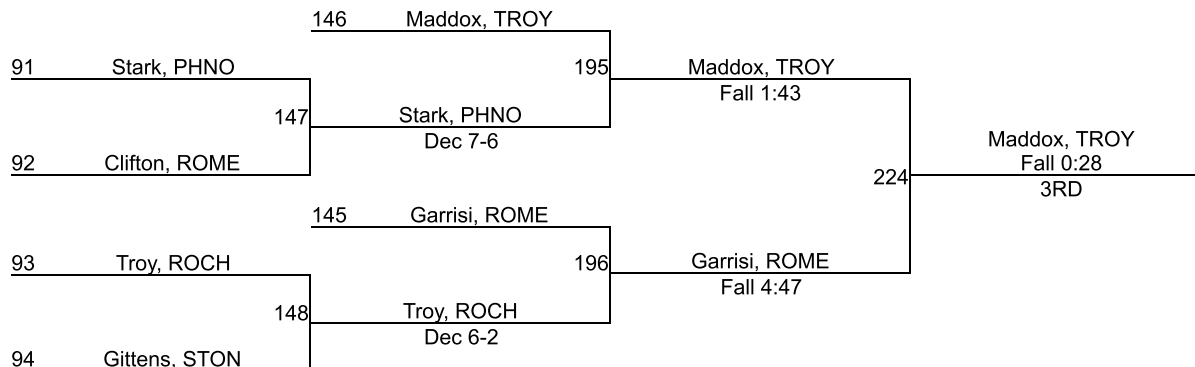 146 Maddox, TROY
91 Stark, PHNO
195 Maddox, TROY
Fall 1:43
147 Stark, PHNO
Dec 7-6
92 Clifton, ROME
Maddox, TROY
224 Fall 0:28
3RD
145 Garrisi, ROME
93 Troy, ROCH
196 Garrisi, ROME
Fall 4:47
148 Troy, ROCH
Dec 6-2
94 Gittens, STON